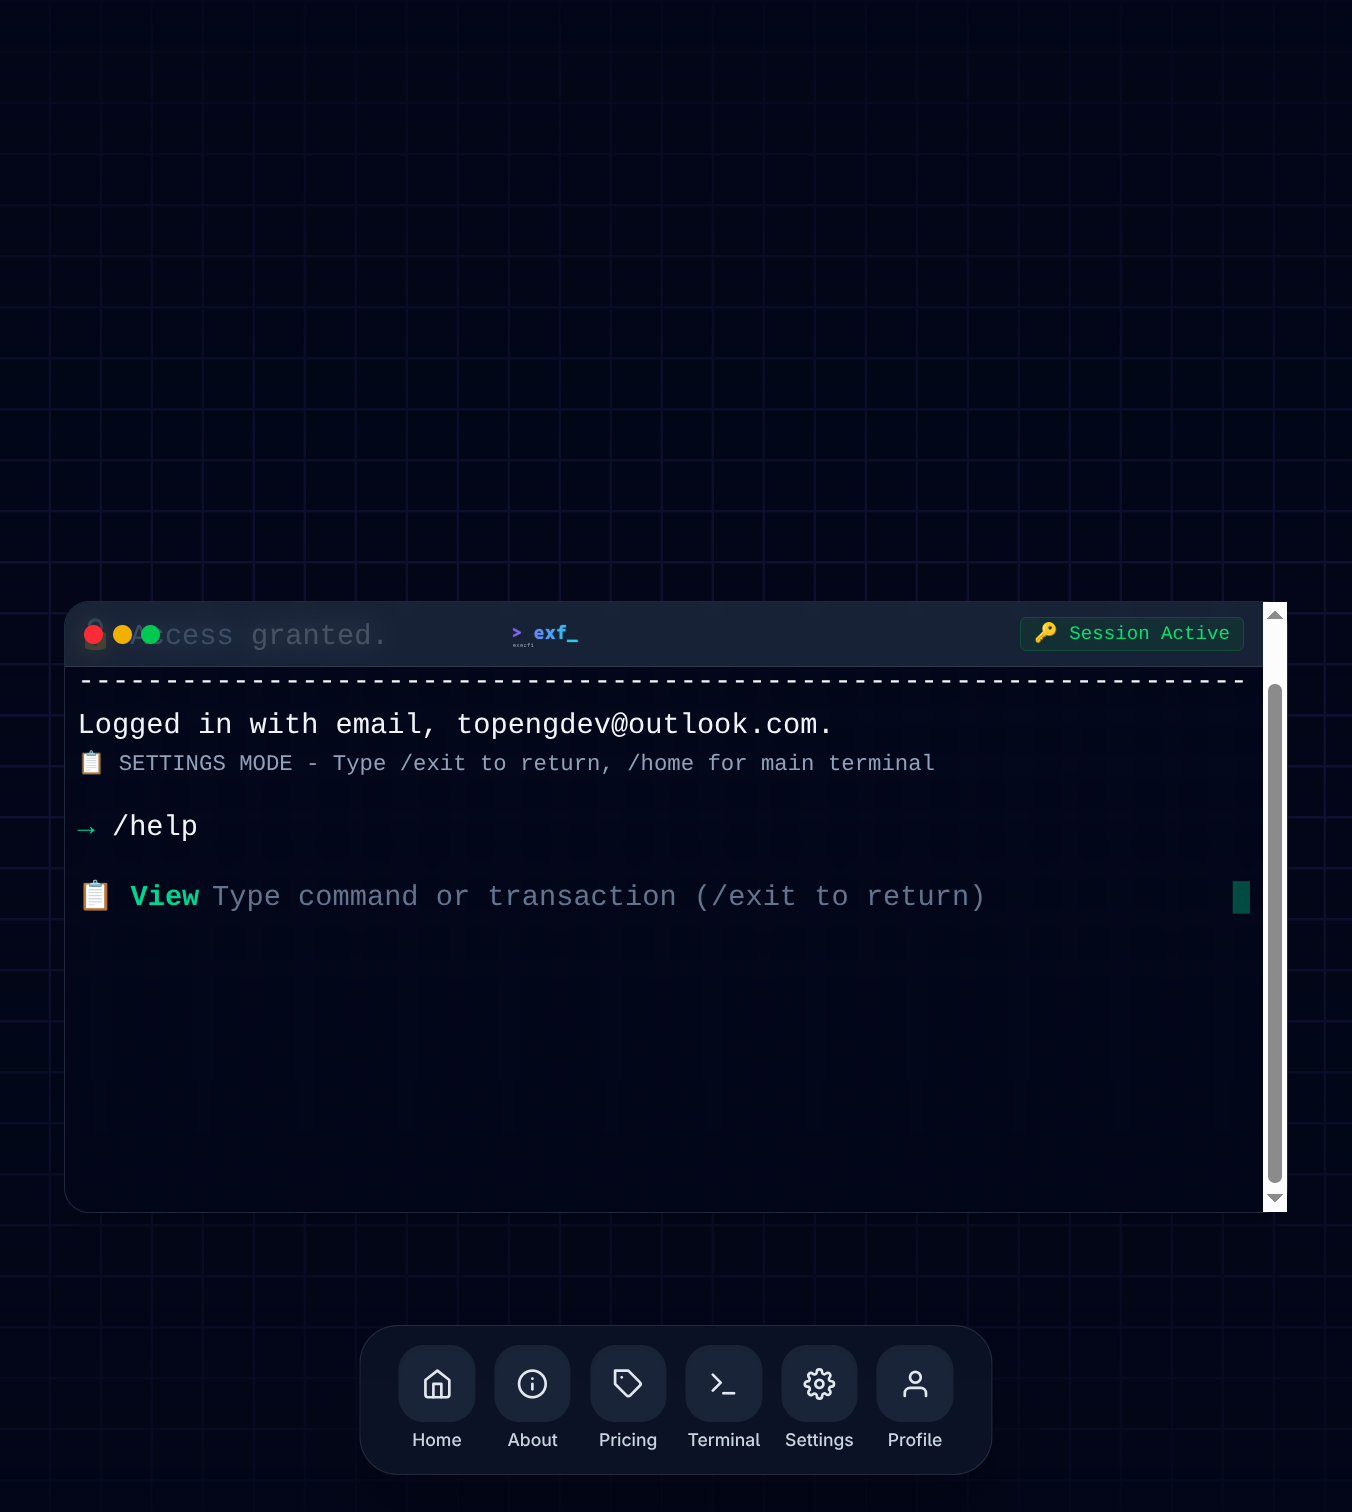 🔒 Access granted.
> exf_
execfi
🔑 Session Active
--------------------------------------------------------------------
Logged in with email, topengdev@outlook.com.
📋 SETTINGS MODE - Type /exit to return, /home for main terminal
→ /help
📋 View Type command or transaction (/exit to return)
Home About Pricing Terminal Settings Profile